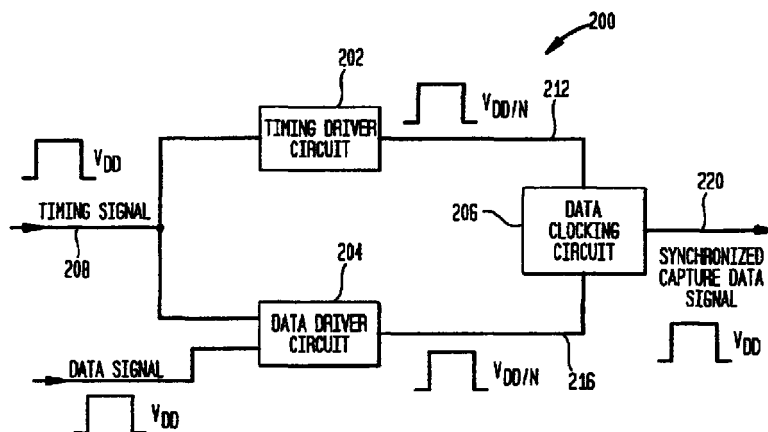 200
202
212
V_DD/N
TIMING DRIVER
CIRCUIT
V_DD
TIMING SIGNAL
208
206
DATA
CLOCKING
CIRCUIT
220
SYNCHRONIZED
CAPTURE DATA
SIGNAL
V_DD
204
DATA DRIVER
CIRCUIT
DATA SIGNAL
V_DD
V_DD/N
216